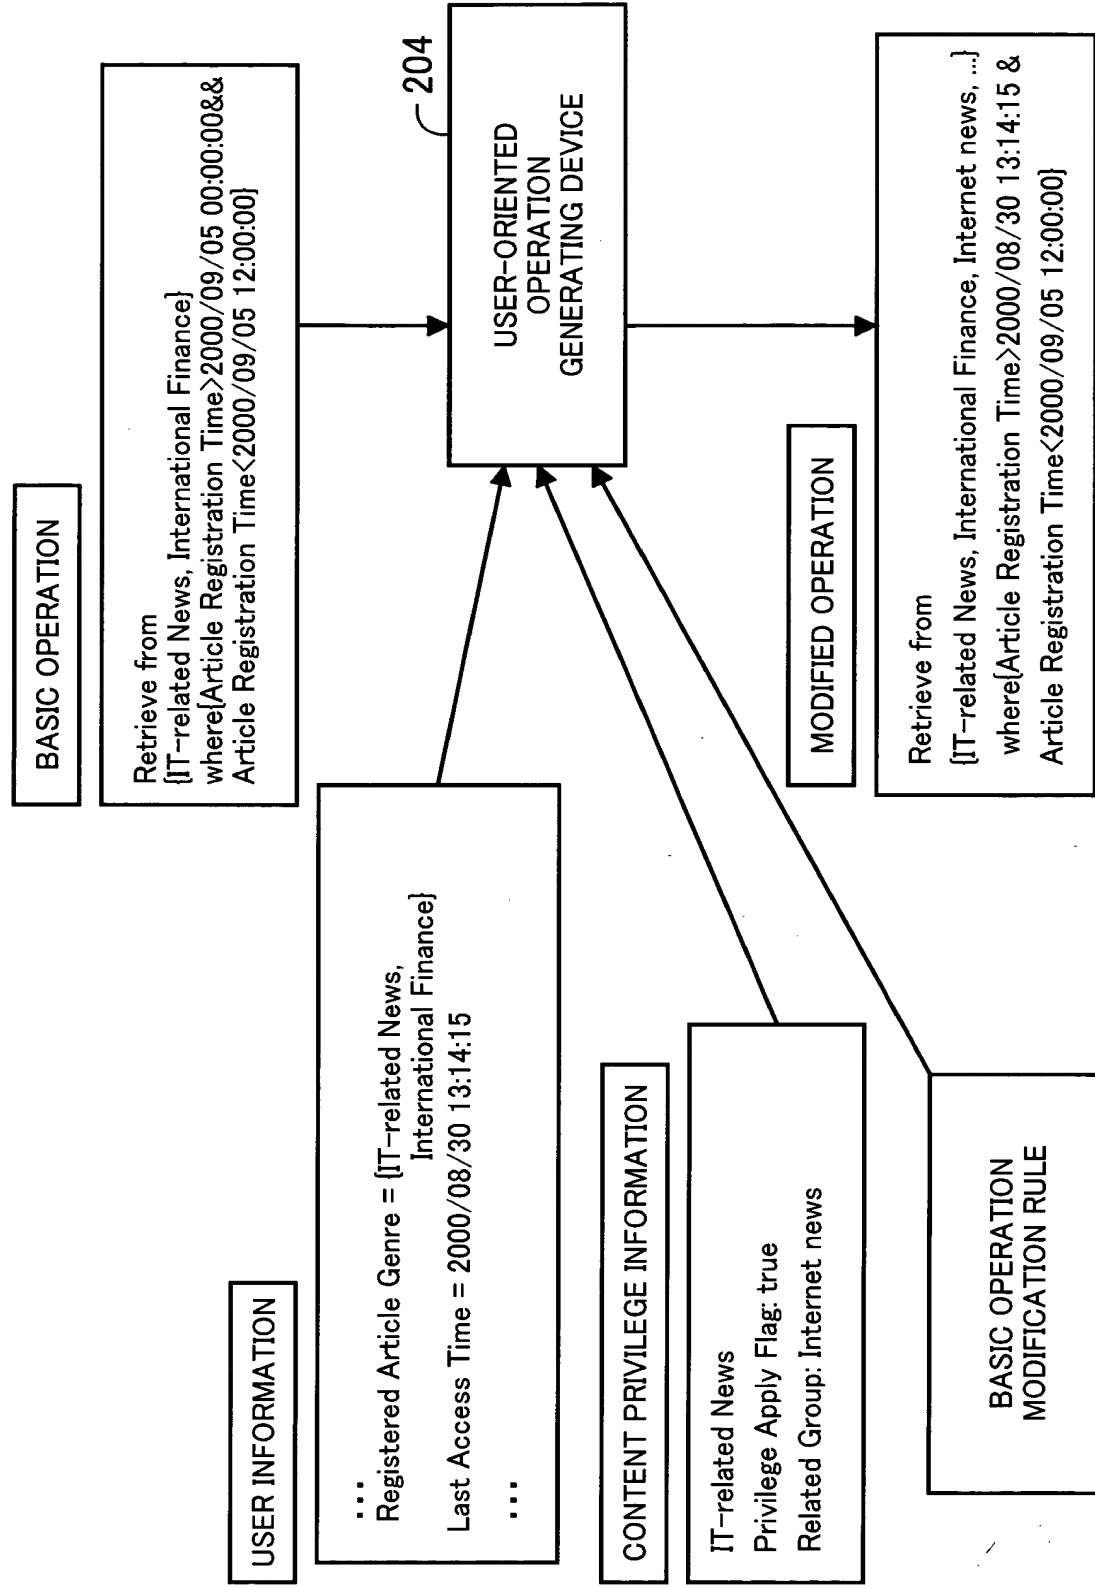 BASIC OPERATION
Retrieve from
{IT-related News, International Finance}
where{Article Registration Time>2000/09/05 00:00:00&&
Article Registration Time<2000/09/05 12:00:00}
USER INFORMATION
...
Registered Article Genre = {IT-related News,
International Finance}
Last Access Time = 2000/08/30 13:14:15
...
204
USER-ORIENTED
OPERATION
GENERATING DEVICE
CONTENT PRIVILEGE INFORMATION
IT-related News
Privilege Apply Flag: true
Related Group: Internet news
BASIC OPERATION
MODIFICATION RULE
MODIFIED OPERATION
Retrieve from
{IT-related News, International Finance, Internet news, ...}
where{Article Registration Time>2000/08/30 13:14:15 &
Article Registration Time<2000/09/05 12:00:00}